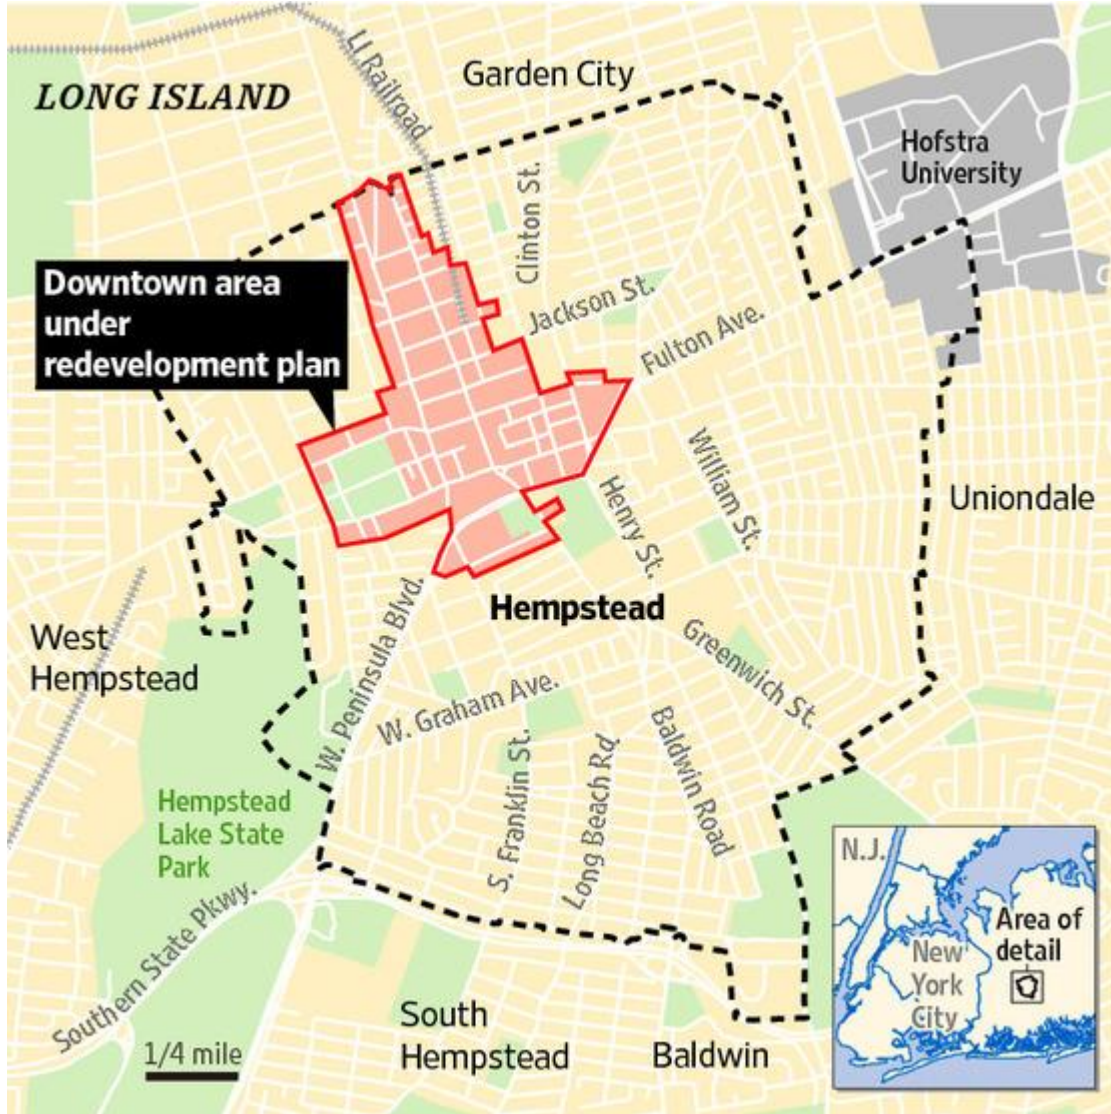 LI Railroad
Garden City
LONG ISLAND
Hofstra
University
Clinton St.
Downtown area
under
redevelopment plan
Jackson St.
Fulton Ave.
William St.
Uniondale
Henry St.
Hempstead
West
Hempstead
W. Peninsula Blvd.
Greenwich St.
W. Graham Ave.
S. Franklin St.
Long Beach Rd
Baldwin Road
Hempstead
Lake State
Park
Southern State Pkwy.
N.J.
Area of
detail
New
York
City
South
Hempstead
Baldwin
1/4 mile